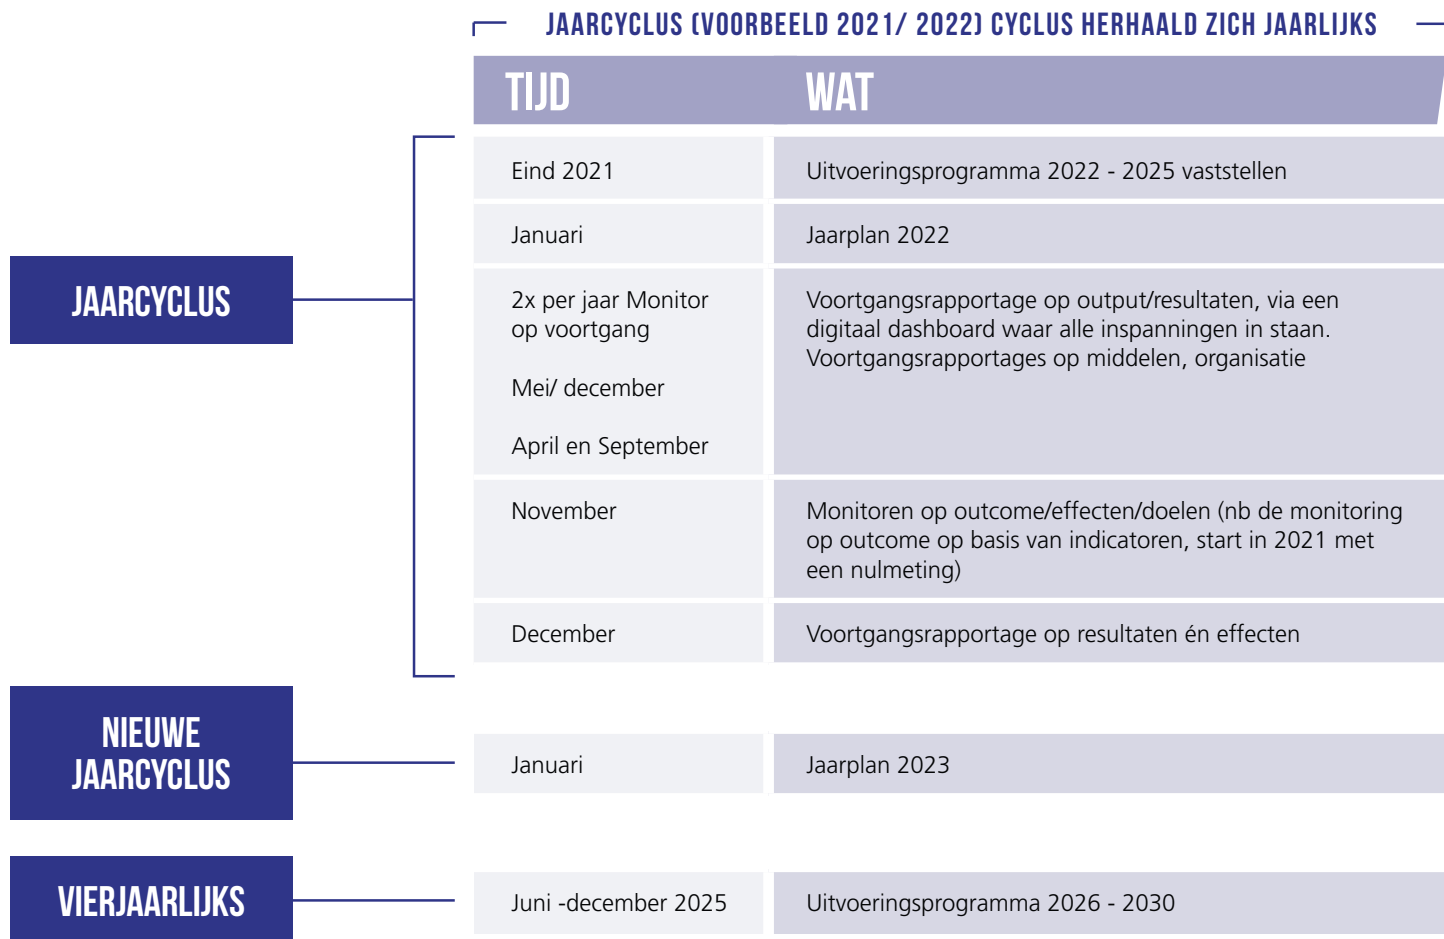 JAARCYCLUS (VOORBEELD 2021/ 2022) CYCLUS HERHAALD ZICH JAARLIJKS
TIJD
WAT
JAARCYCLUS
Eind 2021
Uitvoeringsprogramma 2022 - 2025 vaststellen
Januari
Jaarplan 2022
2x per jaar Monitor
op voortgang
Mei/ december
April en September
Voortgangsrapportage op output/resultaten, via een
digitaal dashboard waar alle inspanningen in staan.
Voortgangsrapportages op middelen, organisatie
November
Monitoren op outcome/effecten/doelen (nb de monitoring
op outcome op basis van indicatoren, start in 2021 met
een nulmeting)
December
Voortgangsrapportage op resultaten én effecten
NIEUWE
JAARCYCLUS
Januari
Jaarplan 2023
VIERJAARLIJKS
Juni -december 2025
Uitvoeringsprogramma 2026 - 2030